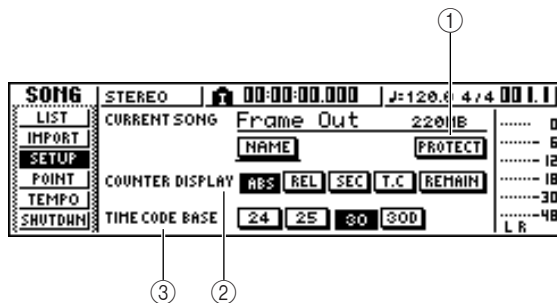 ①
SONG STEREO 00:00:00.000 ♩=120.0 4/4 001.1
LIST CURRENT SONG Frame Out 220MB 0
IMPORT NAME PROTECT 6
SETUP 12
POINT COUNTER DISPLAY ABS REL SEC T.C REMAIN 18
TEMPO 30
SHUTDWN TIME CODE BASE 24 25 30 30D 48
L R
③ ②